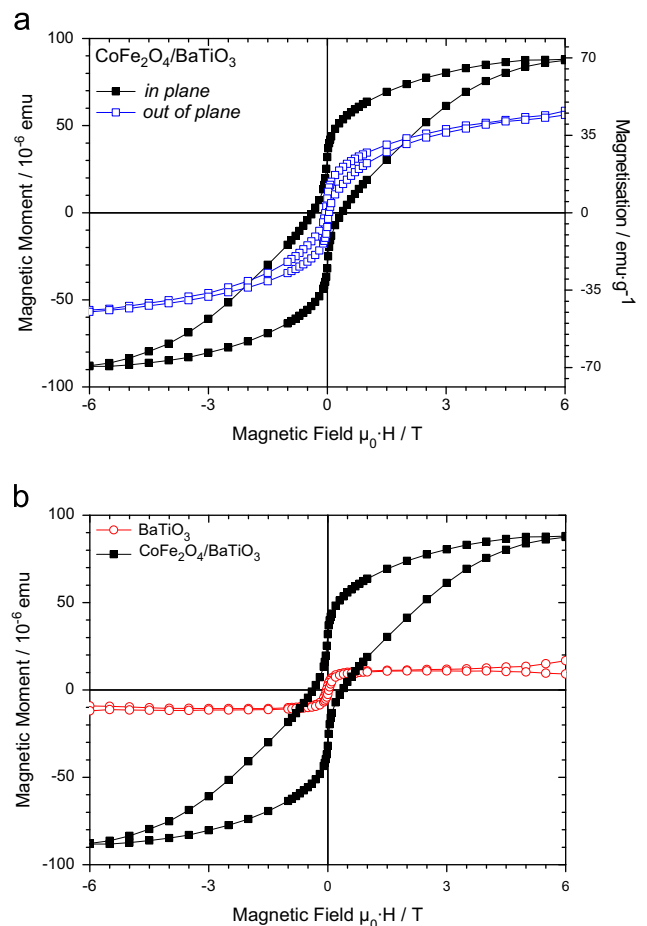 a
100
50
0
-50
-100
Magnetic Moment / 10⁻⁶ emu
CoFe₂O₄/BaTiO₃
in plane
out of plane
70
35
0
-35
-70
Magnetisation / emu·g⁻¹
-6 -3 0 3 6
Magnetic Field μ₀·H / T
b
100
50
0
-50
-100
Magnetic Moment / 10⁻⁶ emu
BaTiO₃
CoFe₂O₄/BaTiO₃
-6 -3 0 3 6
Magnetic Field μ₀·H / T